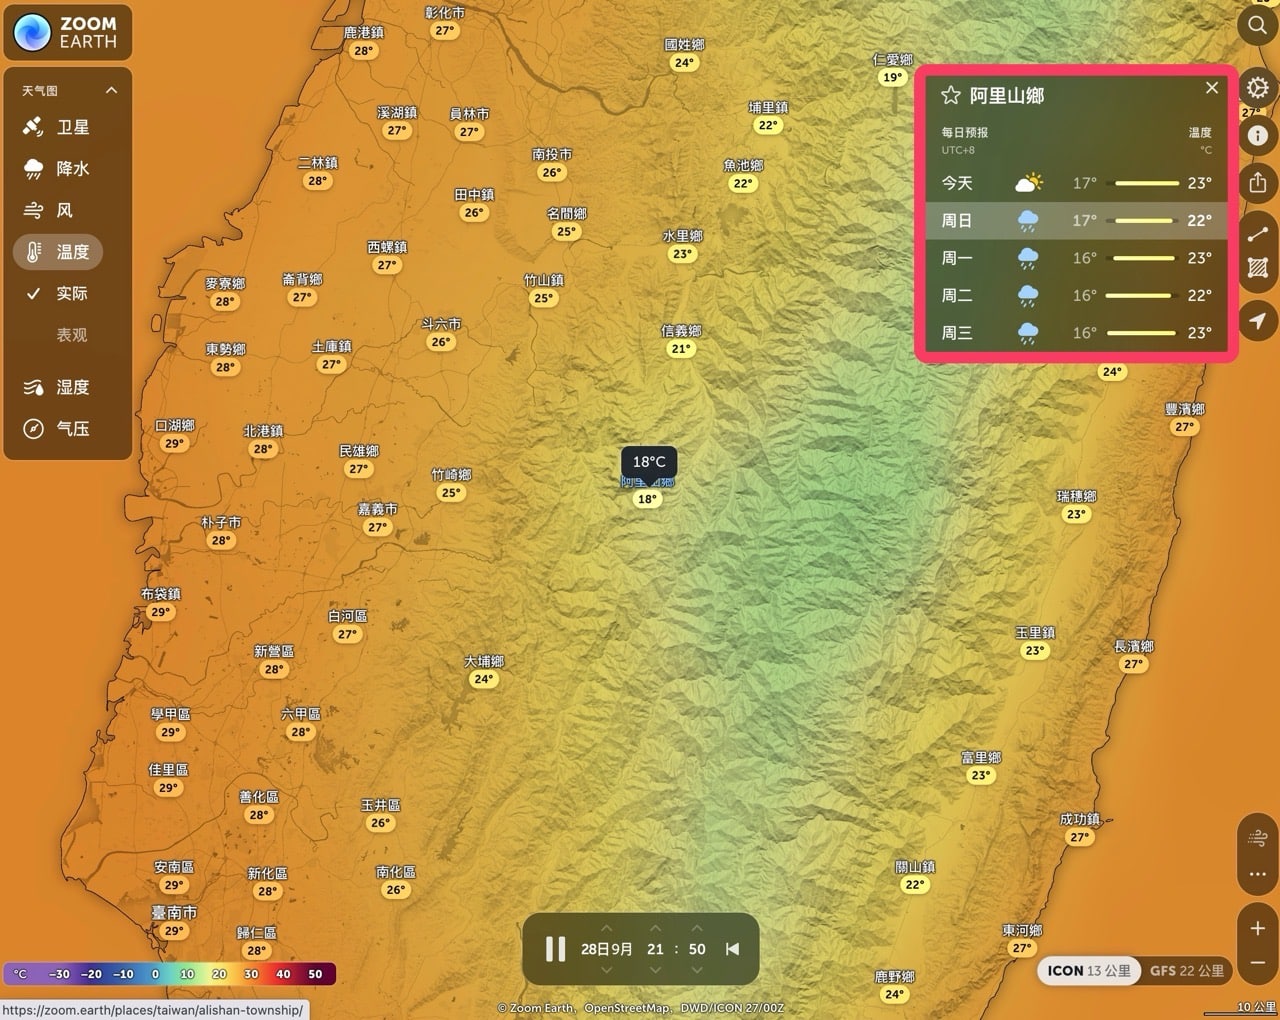 ZOOM
EARTH
天气图
卫星
降水
风
温度
实际
表观
湿度
气压
阿里山鄉
每日预报
温度
UTC+8
°C
今天 17° 23°
周日 17° 22°
周一 16° 23°
周二 16° 22°
周三 16° 23°
彰化市
27°
鹿港鎮
28°
國姓鄉
24°
仁愛鄉
19°
27°
溪湖鎮
27°
員林市
27°
埔里鎮
22°
二林鎮
28°
南投市
26°
魚池鄉
22°
田中鎮
26°
名間鄉
25°
水里鄉
23°
西螺鎮
27°
麥寮鄉
28°
崙背鄉
27°
竹山鎮
25°
斗六市
26°
信義鄉
21°
東勢鄉
28°
土庫鎮
27°
24°
豐濱鄉
27°
口湖鄉
29°
北港鎮
28°
民雄鄉
27°
竹崎鄉
25°
18°C
阿里山鄉
18°
瑞穗鄉
23°
朴子市
28°
嘉義市
27°
布袋鎮
29°
白河區
27°
玉里鎮
23°
長濱鄉
27°
新營區
28°
大埔鄉
24°
學甲區
29°
六甲區
28°
佳里區
29°
富里鄉
23°
善化區
28°
玉井區
26°
成功鎮
27°
安南區
29°
新化區
28°
南化區
26°
關山鎮
22°
臺南市
29°
歸仁區
28°
東河鄉
27°
鹿野鄉
24°
28日9月 21 : 50
°C −30 −20 −10 0 10 20 30 40 50
ICON 13 公里 GFS 22 公里
https://zoom.earth/places/taiwan/alishan-township/
© Zoom Earth, OpenStreetMap, DWD/ICON 27/00Z
10 公里